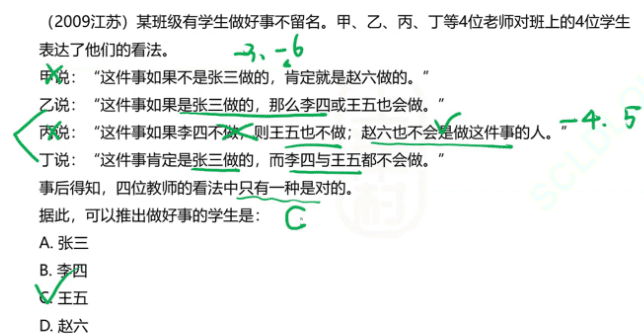 （2009江苏）某班级有学生做好事不留名。甲、乙、丙、丁等4位老师对班上的4位学生
表达了他们的看法。
-3、-6
甲说：“这件事如果不是张三做的，肯定就是赵六做的。”
乙说：“这件事如果是张三做的，那么李四或王五也会做。”
丙说：“这件事如果李四不做，则王五也不做；赵六也不会是做这件事的人。”
-4. 5
丁说：“这件事肯定是张三做的，而李四与王五都不会做。”
事后得知，四位教师的看法中只有一种是对的。
据此，可以推出做好事的学生是：
C
A. 张三
B. 李四
C. 王五
D. 赵六